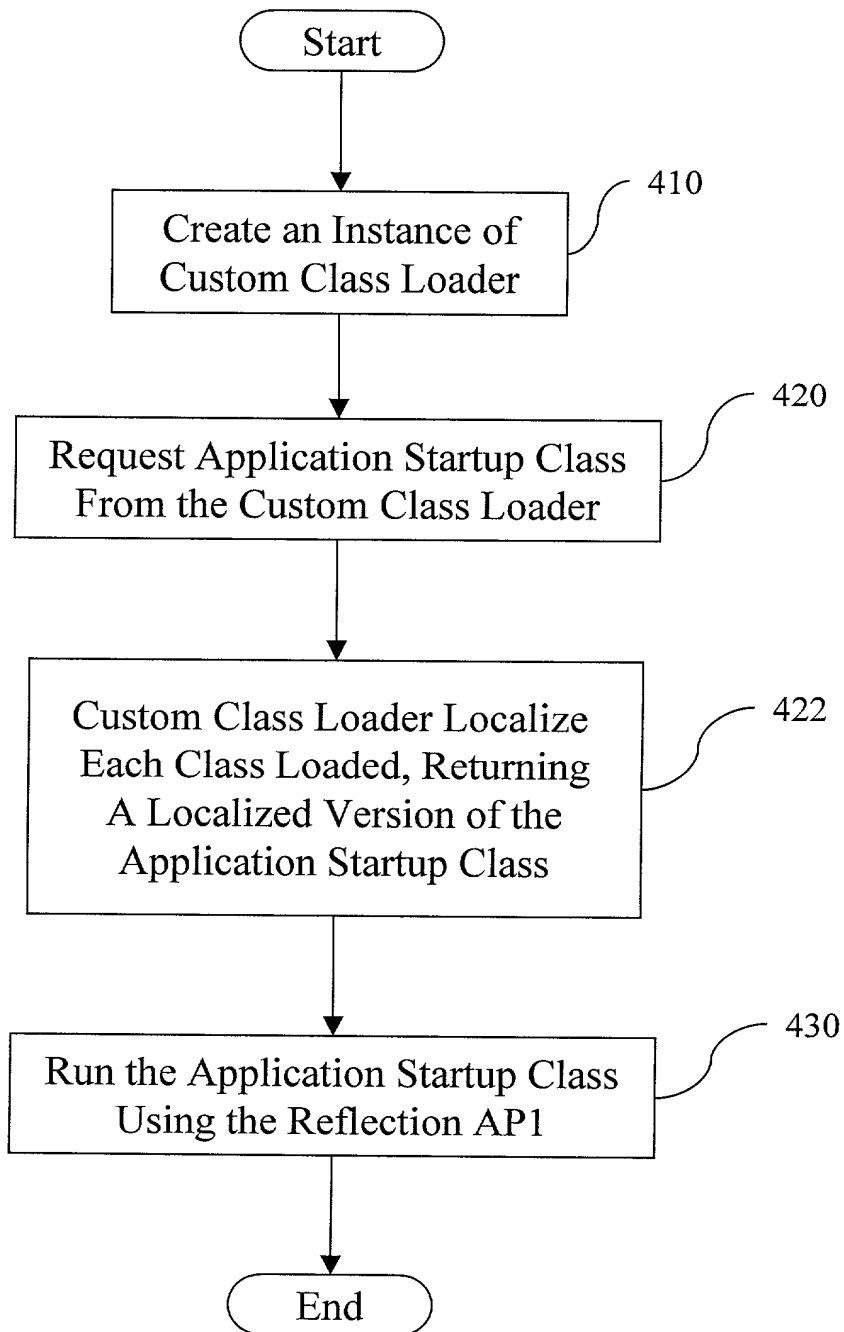 Start
410
Create an Instance of
Custom Class Loader
420
Request Application Startup Class
From the Custom Class Loader
422
Custom Class Loader Localize
Each Class Loaded, Returning
A Localized Version of the
Application Startup Class
430
Run the Application Startup Class
Using the Reflection AP1
End